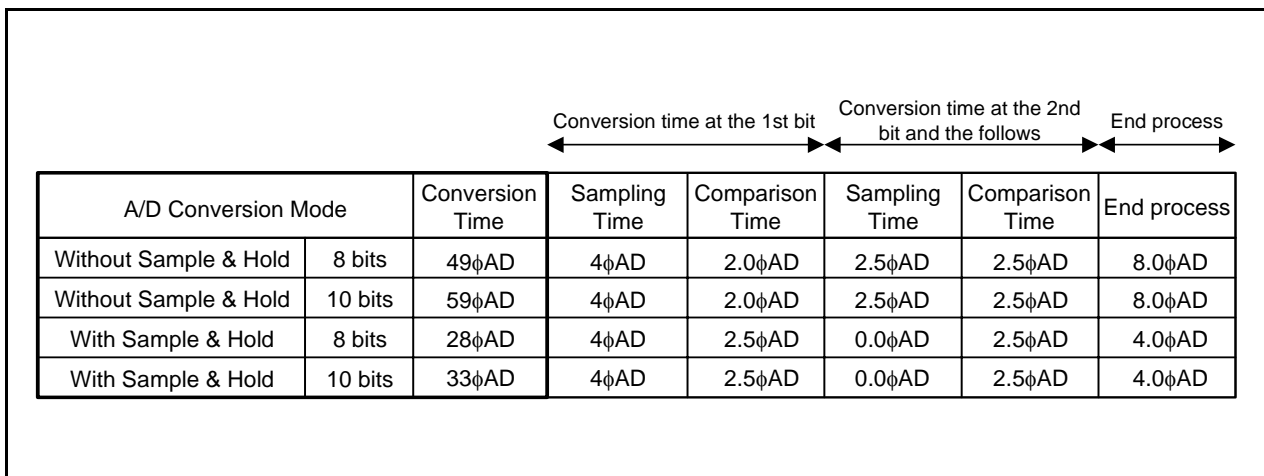 Conversion time at the 1st bit
Conversion time at the 2nd
bit and the follows
End process
A/D Conversion Mode
Conversion
Time
Sampling
Time
Comparison
Time
Sampling
Time
Comparison
Time
End process
Without Sample & Hold 8 bits 49φAD 4φAD 2.0φAD 2.5φAD 2.5φAD 8.0φAD
Without Sample & Hold 10 bits 59φAD 4φAD 2.0φAD 2.5φAD 2.5φAD 8.0φAD
With Sample & Hold 8 bits 28φAD 4φAD 2.5φAD 0.0φAD 2.5φAD 4.0φAD
With Sample & Hold 10 bits 33φAD 4φAD 2.5φAD 0.0φAD 2.5φAD 4.0φAD